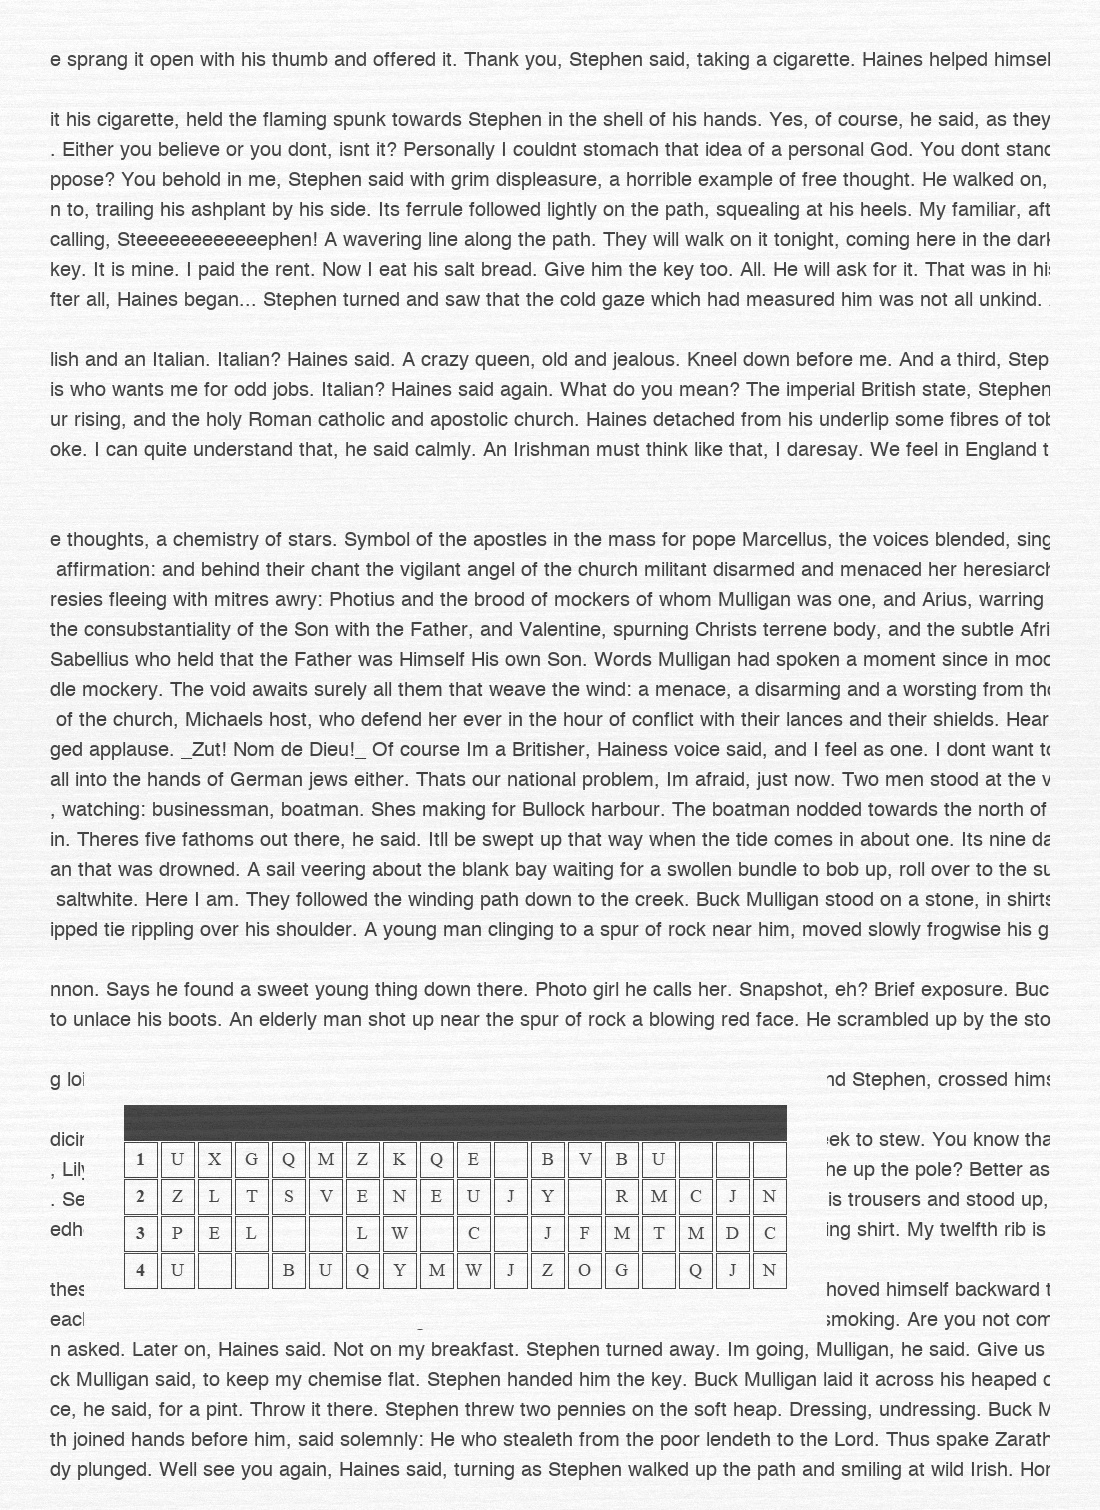 e sprang it open with his thumb and offered it. Thank you, Stephen said, taking a cigarette. Haines helped himsel
it his cigarette, held the flaming spunk towards Stephen in the shell of his hands. Yes, of course, he said, as they
. Either you believe or you dont, isnt it? Personally I couldnt stomach that idea of a personal God. You dont stand
ppose? You behold in me, Stephen said with grim displeasure, a horrible example of free thought. He walked on,
n to, trailing his ashplant by his side. Its ferrule followed lightly on the path, squealing at his heels. My familiar, aft
calling, Steeeeeeeeeeeephen! A wavering line along the path. They will walk on it tonight, coming here in the dark
key. It is mine. I paid the rent. Now I eat his salt bread. Give him the key too. All. He will ask for it. That was in his
fter all, Haines began... Stephen turned and saw that the cold gaze which had measured him was not all unkind.
lish and an Italian. Italian? Haines said. A crazy queen, old and jealous. Kneel down before me. And a third, Step
is who wants me for odd jobs. Italian? Haines said again. What do you mean? The imperial British state, Stephen
ur rising, and the holy Roman catholic and apostolic church. Haines detached from his underlip some fibres of tob
oke. I can quite understand that, he said calmly. An Irishman must think like that, I daresay. We feel in England t
e thoughts, a chemistry of stars. Symbol of the apostles in the mass for pope Marcellus, the voices blended, sing
affirmation: and behind their chant the vigilant angel of the church militant disarmed and menaced her heresiarch
resies fleeing with mitres awry: Photius and the brood of mockers of whom Mulligan was one, and Arius, warring
the consubstantiality of the Son with the Father, and Valentine, spurning Christs terrene body, and the subtle Afri
Sabellius who held that the Father was Himself His own Son. Words Mulligan had spoken a moment since in moc
dle mockery. The void awaits surely all them that weave the wind: a menace, a disarming and a worsting from tho
of the church, Michaels host, who defend her ever in the hour of conflict with their lances and their shields. Hear
ged applause. _Zut! Nom de Dieu!_ Of course Im a Britisher, Hainess voice said, and I feel as one. I dont want to
all into the hands of German jews either. Thats our national problem, Im afraid, just now. Two men stood at the v
, watching: businessman, boatman. Shes making for Bullock harbour. The boatman nodded towards the north of
in. Theres five fathoms out there, he said. Itll be swept up that way when the tide comes in about one. Its nine da
an that was drowned. A sail veering about the blank bay waiting for a swollen bundle to bob up, roll over to the su
saltwhite. Here I am. They followed the winding path down to the creek. Buck Mulligan stood on a stone, in shirts
ipped tie rippling over his shoulder. A young man clinging to a spur of rock near him, moved slowly frogwise his g
nnon. Says he found a sweet young thing down there. Photo girl he calls her. Snapshot, eh? Brief exposure. Buc
to unlace his boots. An elderly man shot up near the spur of rock a blowing red face. He scrambled up by the sto
g loi nd Stephen, crossed hims
1 U X G Q M Z K Q E B V B U
2 Z L T S V E N E U J Y R M C J N
3 P E L L W C J F M T M D C
4 U B U Q Y M W J Z O G Q J N
dicin ek to stew. You know tha
, Lily he up the pole? Better as
. Se is trousers and stood up,
edh ing shirt. My twelfth rib is
thes hoved himself backward t
eacl smoking. Are you not com
n asked. Later on, Haines said. Not on my breakfast. Stephen turned away. Im going, Mulligan, he said. Give us
ck Mulligan said, to keep my chemise flat. Stephen handed him the key. Buck Mulligan laid it across his heaped c
ce, he said, for a pint. Throw it there. Stephen threw two pennies on the soft heap. Dressing, undressing. Buck M
th joined hands before him, said solemnly: He who stealeth from the poor lendeth to the Lord. Thus spake Zarath
dy plunged. Well see you again, Haines said, turning as Stephen walked up the path and smiling at wild Irish. Hor